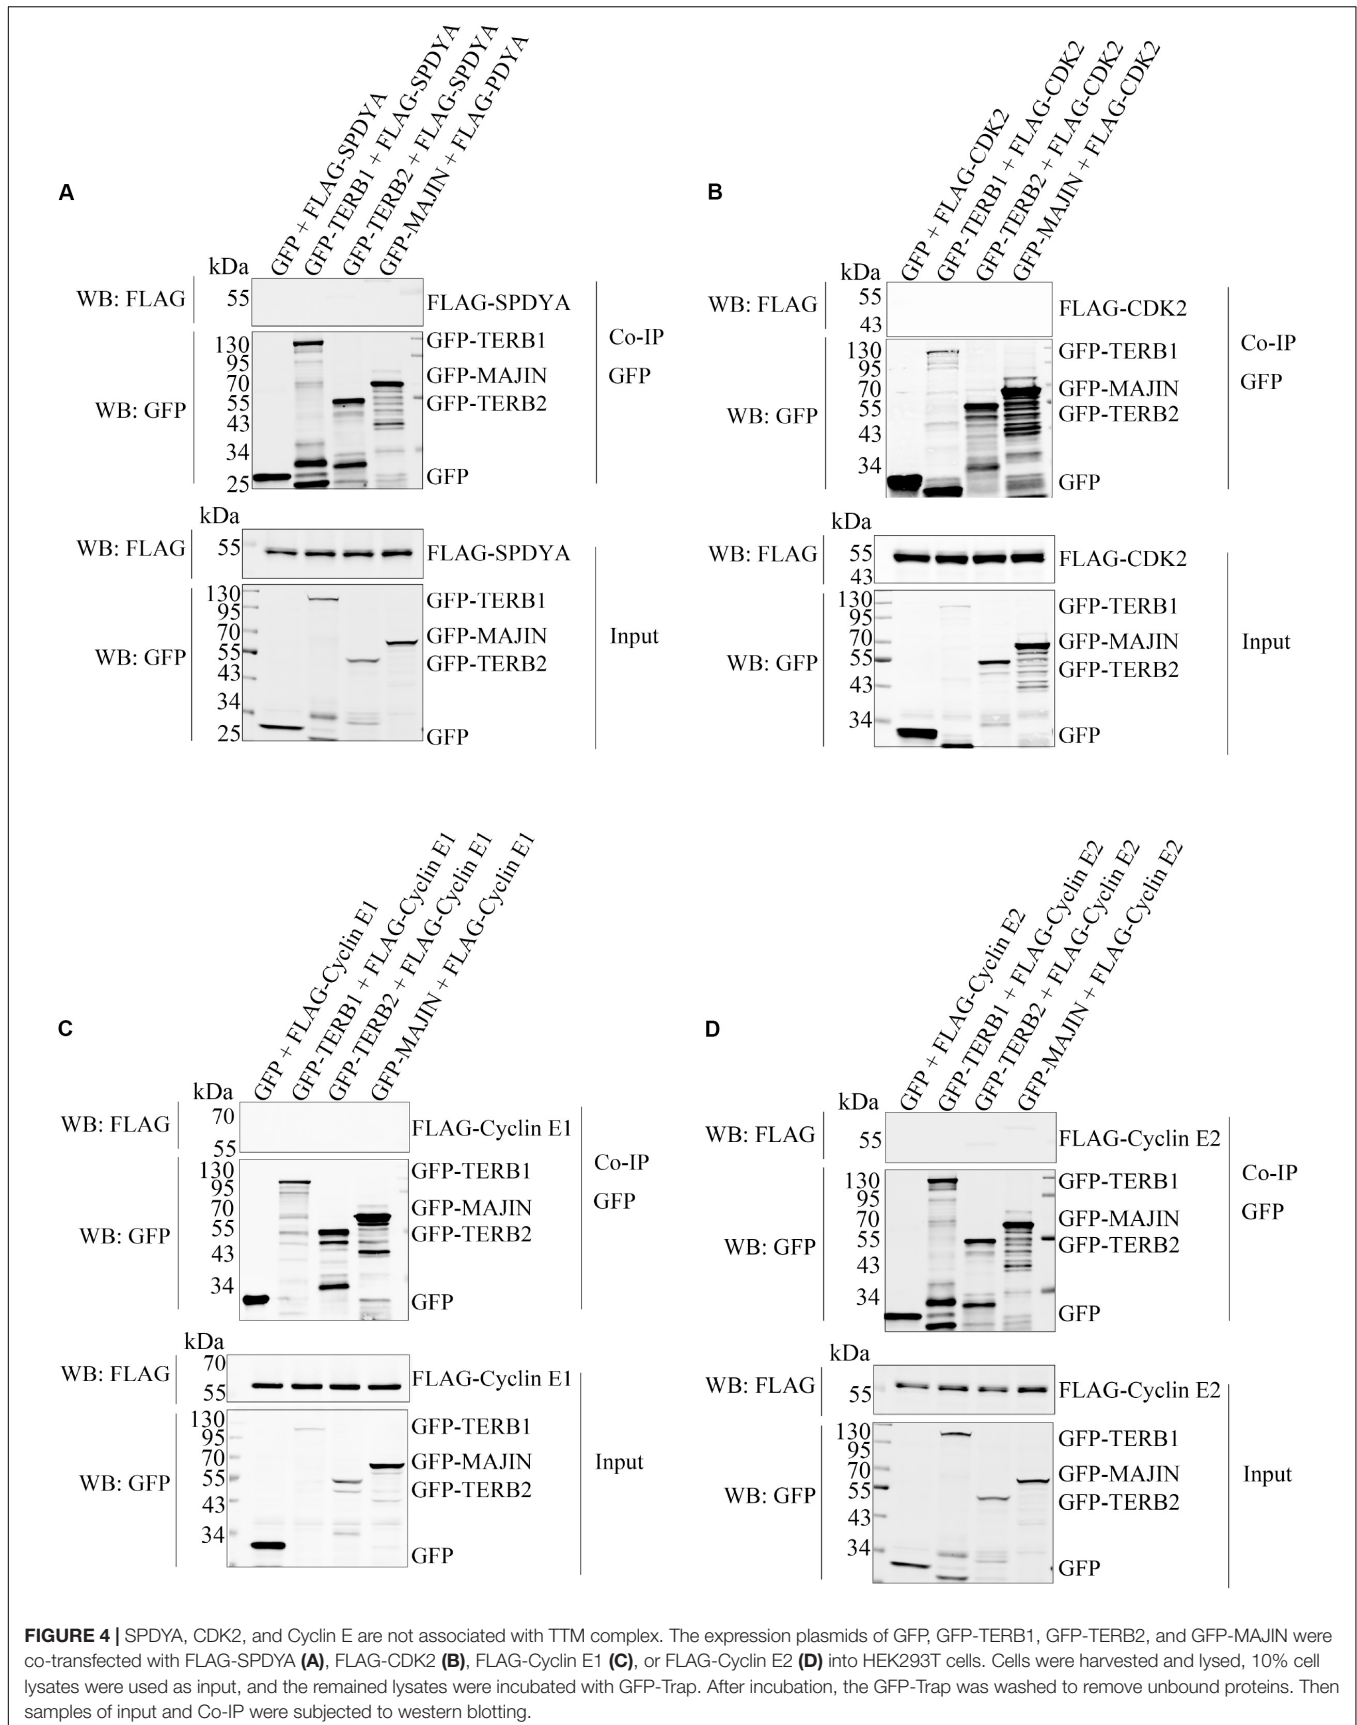 GFP + FLAG-SPDYA
GFP-TERB1 + FLAG-SPDYA
GFP-TERB2 + FLAG-SPDYA
GFP-MAJIN + FLAG-PDYA
A
kDa
WB: FLAG
55
FLAG-SPDYA
WB: GFP
130
95
70
55
43
34
25
GFP-TERB1
GFP-MAJIN
GFP-TERB2
GFP
Co-IP
GFP
kDa
WB: FLAG
55
FLAG-SPDYA
WB: GFP
130
95
70
55
43
34
25
GFP-TERB1
GFP-MAJIN
GFP-TERB2
GFP
Input
GFP + FLAG-CDK2
GFP-TERB1 + FLAG-CDK2
GFP-TERB2 + FLAG-CDK2
GFP-MAJIN + FLAG-CDK2
B
kDa
WB: FLAG
55
43
FLAG-CDK2
WB: GFP
130
95
70
55
43
34
GFP-TERB1
GFP-MAJIN
GFP-TERB2
GFP
Co-IP
GFP
kDa
WB: FLAG
55
43
FLAG-CDK2
WB: GFP
130
95
70
55
43
34
GFP-TERB1
GFP-MAJIN
GFP-TERB2
GFP
Input
GFP + FLAG-Cyclin E1
GFP-TERB1 + FLAG-Cyclin E1
GFP-TERB2 + FLAG-Cyclin E1
GFP-MAJIN + FLAG-Cyclin E1
C
kDa
WB: FLAG
70
55
FLAG-Cyclin E1
WB: GFP
130
95
70
55
43
34
GFP-TERB1
GFP-MAJIN
GFP-TERB2
GFP
Co-IP
GFP
kDa
WB: FLAG
70
55
FLAG-Cyclin E1
WB: GFP
130
95
70
55
43
34
GFP-TERB1
GFP-MAJIN
GFP-TERB2
GFP
Input
GFP + FLAG-Cyclin E2
GFP-TERB1 + FLAG-Cyclin E2
GFP-TERB2 + FLAG-Cyclin E2
GFP-MAJIN + FLAG-Cyclin E2
D
kDa
WB: FLAG
55
FLAG-Cyclin E2
WB: GFP
130
95
70
55
43
34
GFP-TERB1
GFP-MAJIN
GFP-TERB2
GFP
Co-IP
GFP
kDa
WB: FLAG
55
FLAG-Cyclin E2
WB: GFP
130
95
70
55
43
34
GFP-TERB1
GFP-MAJIN
GFP-TERB2
GFP
Input
FIGURE 4 | SPDYA, CDK2, and Cyclin E are not associated with TTM complex. The expression plasmids of GFP, GFP-TERB1, GFP-TERB2, and GFP-MAJIN were
co-transfected with FLAG-SPDYA (A), FLAG-CDK2 (B), FLAG-Cyclin E1 (C), or FLAG-Cyclin E2 (D) into HEK293T cells. Cells were harvested and lysed, 10% cell
lysates were used as input, and the remained lysates were incubated with GFP-Trap. After incubation, the GFP-Trap was washed to remove unbound proteins. Then
samples of input and Co-IP were subjected to western blotting.